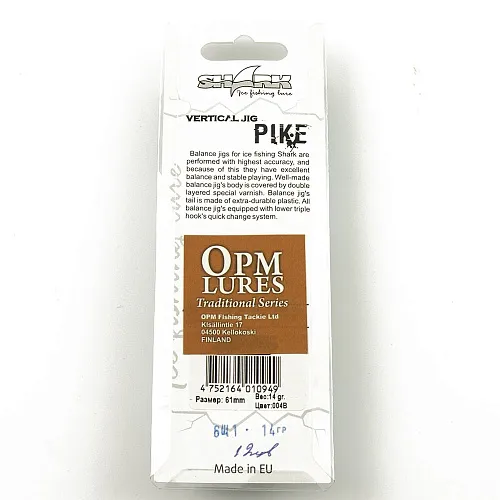 SHARK
Ice fishing lure
VERTICAL JIG
PIKE
Balance jigs for ice fishing Shark are
performed with highest accuracy, and
because of this they have excellent
balance and stable playing. Well-made
balance jig's body is covered by double
layered special varnish. Balance jig's
tail is made of extra-durable plastic. All
balance jig's equipped with lower triple
hook's quick change system.
OPM
LURES
Traditional Series
OPM Fishing Tackle Ltd
Kisällintie 17
04500 Kellokoski
FINLAND
4 752164 010949
Размер: 61mm
Вес:14 gr.
Цвет:004B
БЩ1 · 14гр
Made in EU